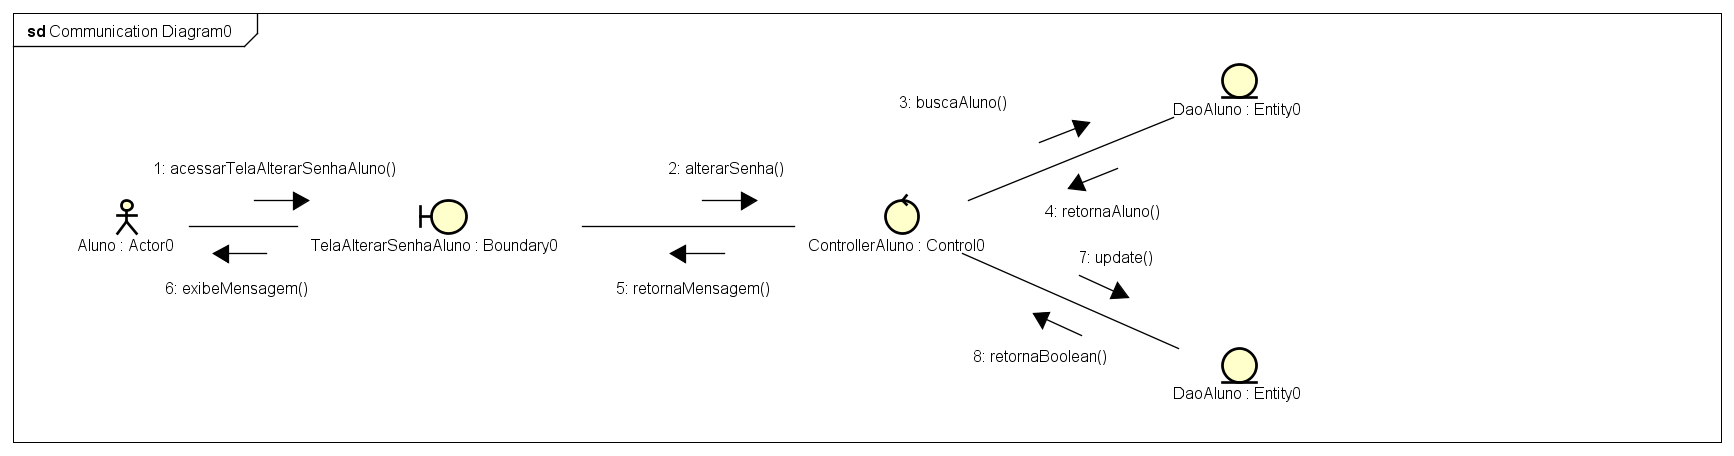 sd Communication Diagram0
3: buscaAluno()
DaoAluno : Entity0
1: acessarTelaAlterarSenhaAluno()
2: alterarSenha()
4: retornaAluno()
Aluno : Actor0
TelaAlterarSenhaAluno : Boundary0
ControllerAluno : Control0
7: update()
6: exibeMensagem()
5: retornaMensagem()
8: retornaBoolean()
DaoAluno : Entity0